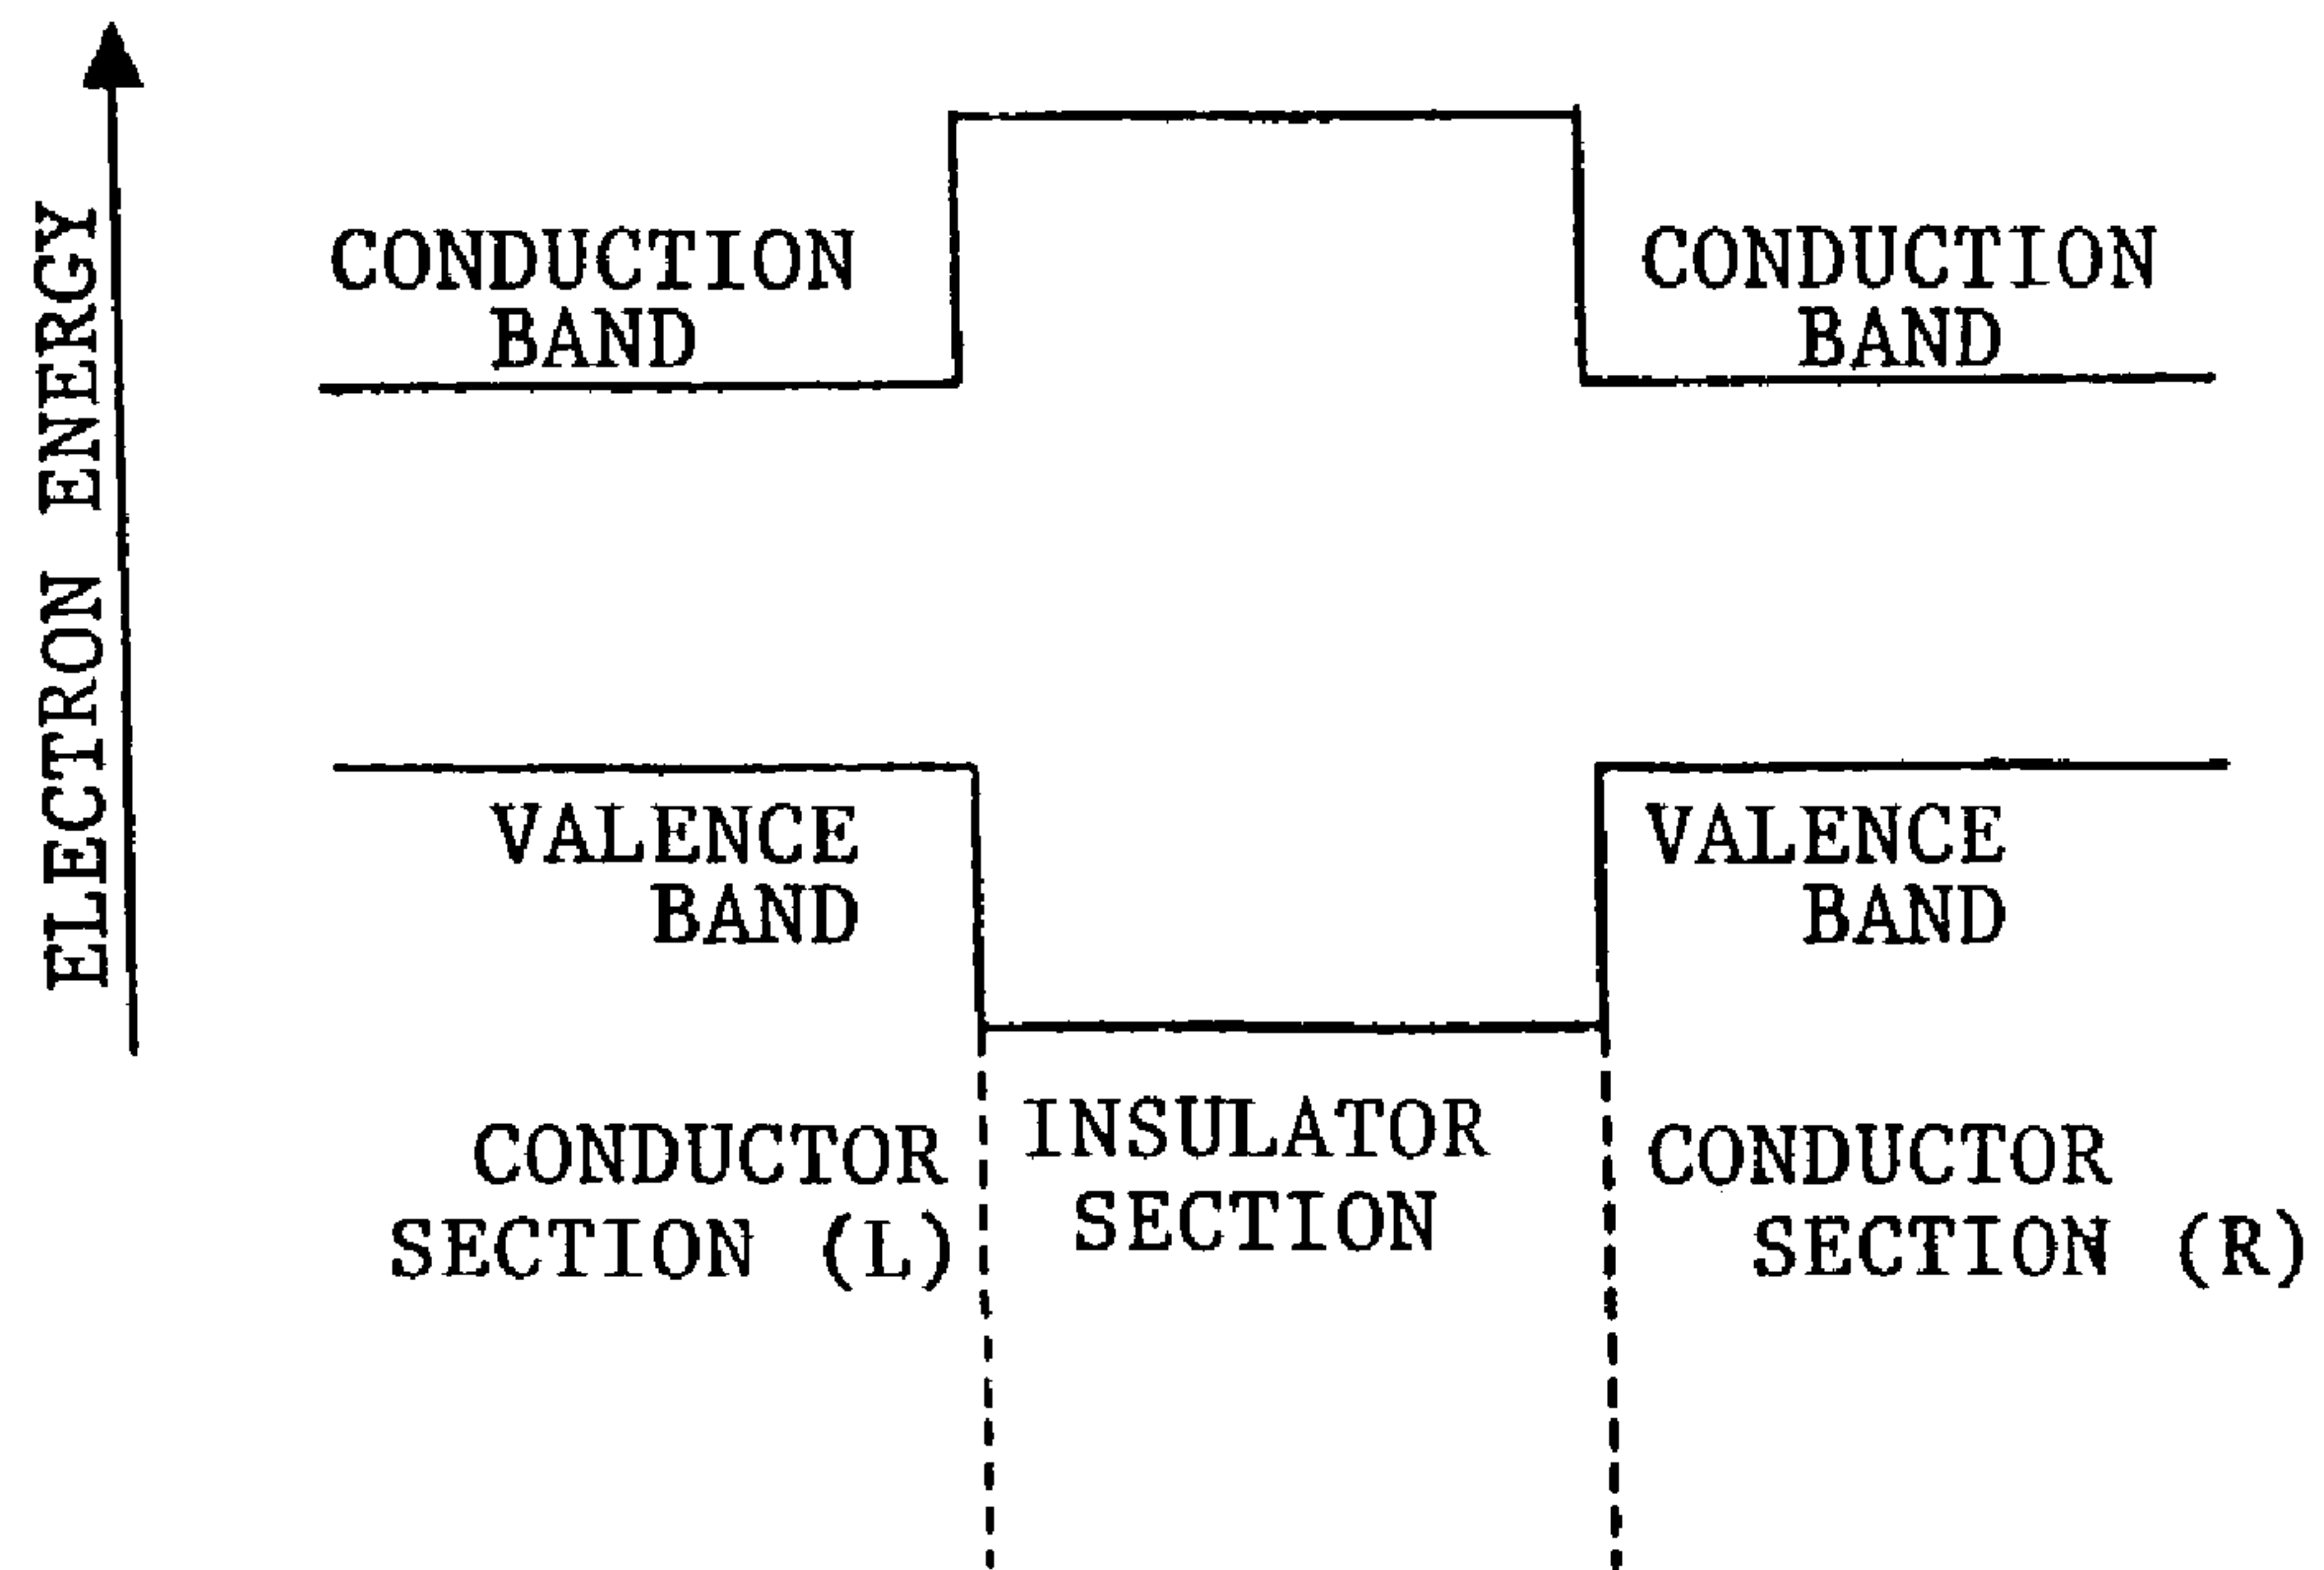 ELECTRON ENERGY
CONDUCTION
BAND
CONDUCTION
BAND
VALENCE
BAND
VALENCE
BAND
CONDUCTOR
SECTION (L)
INSULATOR
SECTION
CONDUCTOR
SECTION (R)